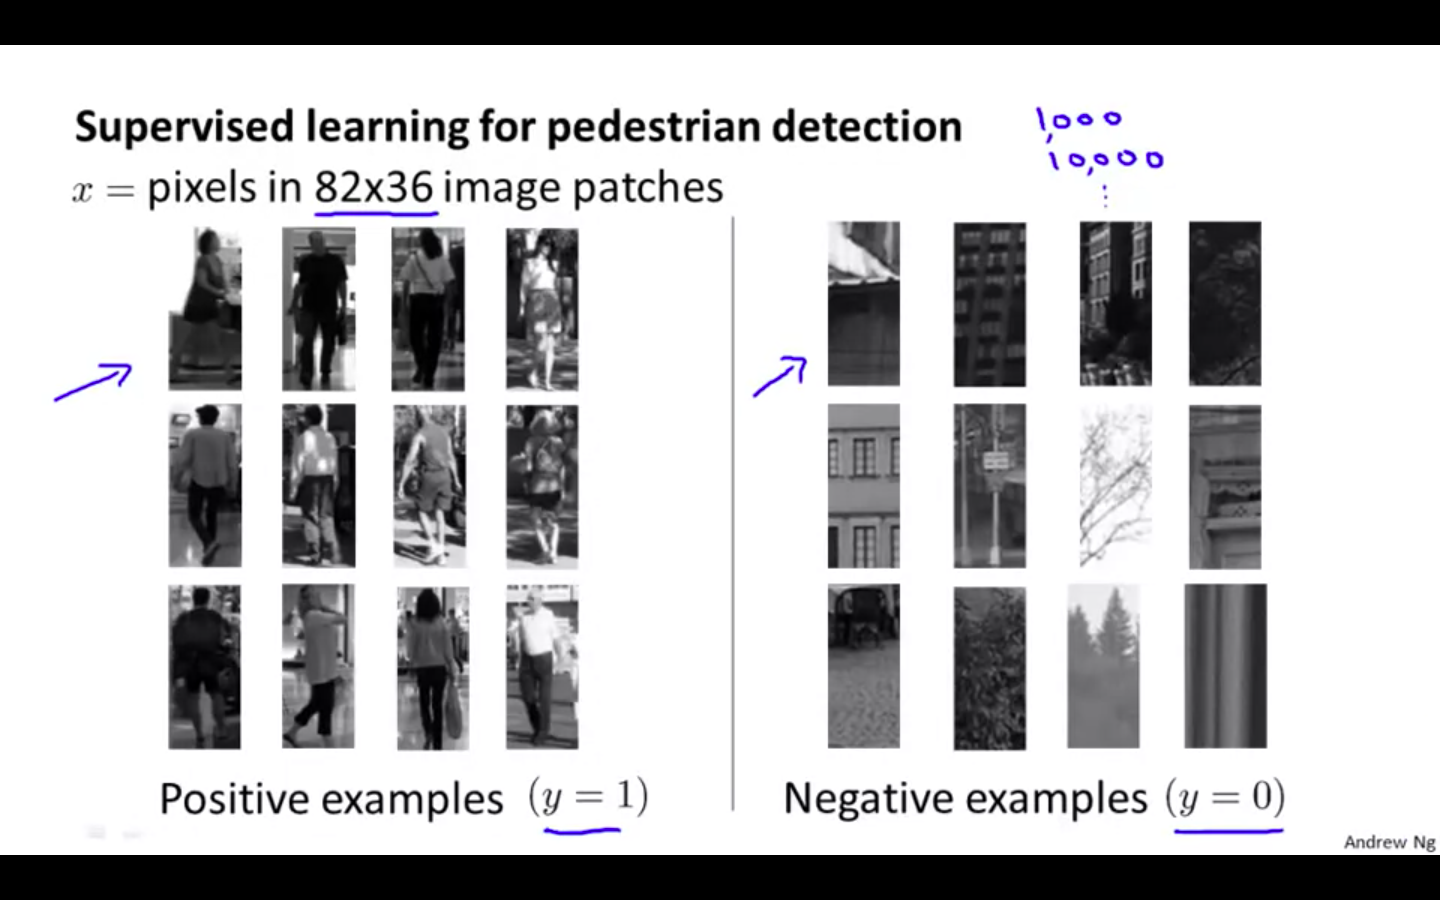 Supervised learning for pedestrian detection
1,000
10,000
x = pixels in 82x36 image patches
Positive examples (y = 1)
Negative examples (y = 0)
Andrew Ng